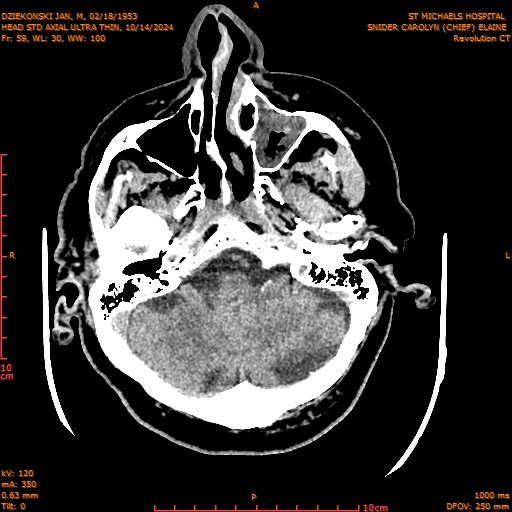 DZIEKONSKI JAN, M, 02/18/1953
HEAD STD AXIAL ULTRA THIN, 10/14/2024
Fr: 59, WL: 30, WW: 100
A
ST MICHAELS HOSPITAL
SNIDER CAROLYN (CHIEF) ELAINE
Revolution CT
R
L
10
cm
kV: 120
mA: 350
0.63 mm
Tilt: 0
P
10cm
1000 ms
DFOV: 250 mm